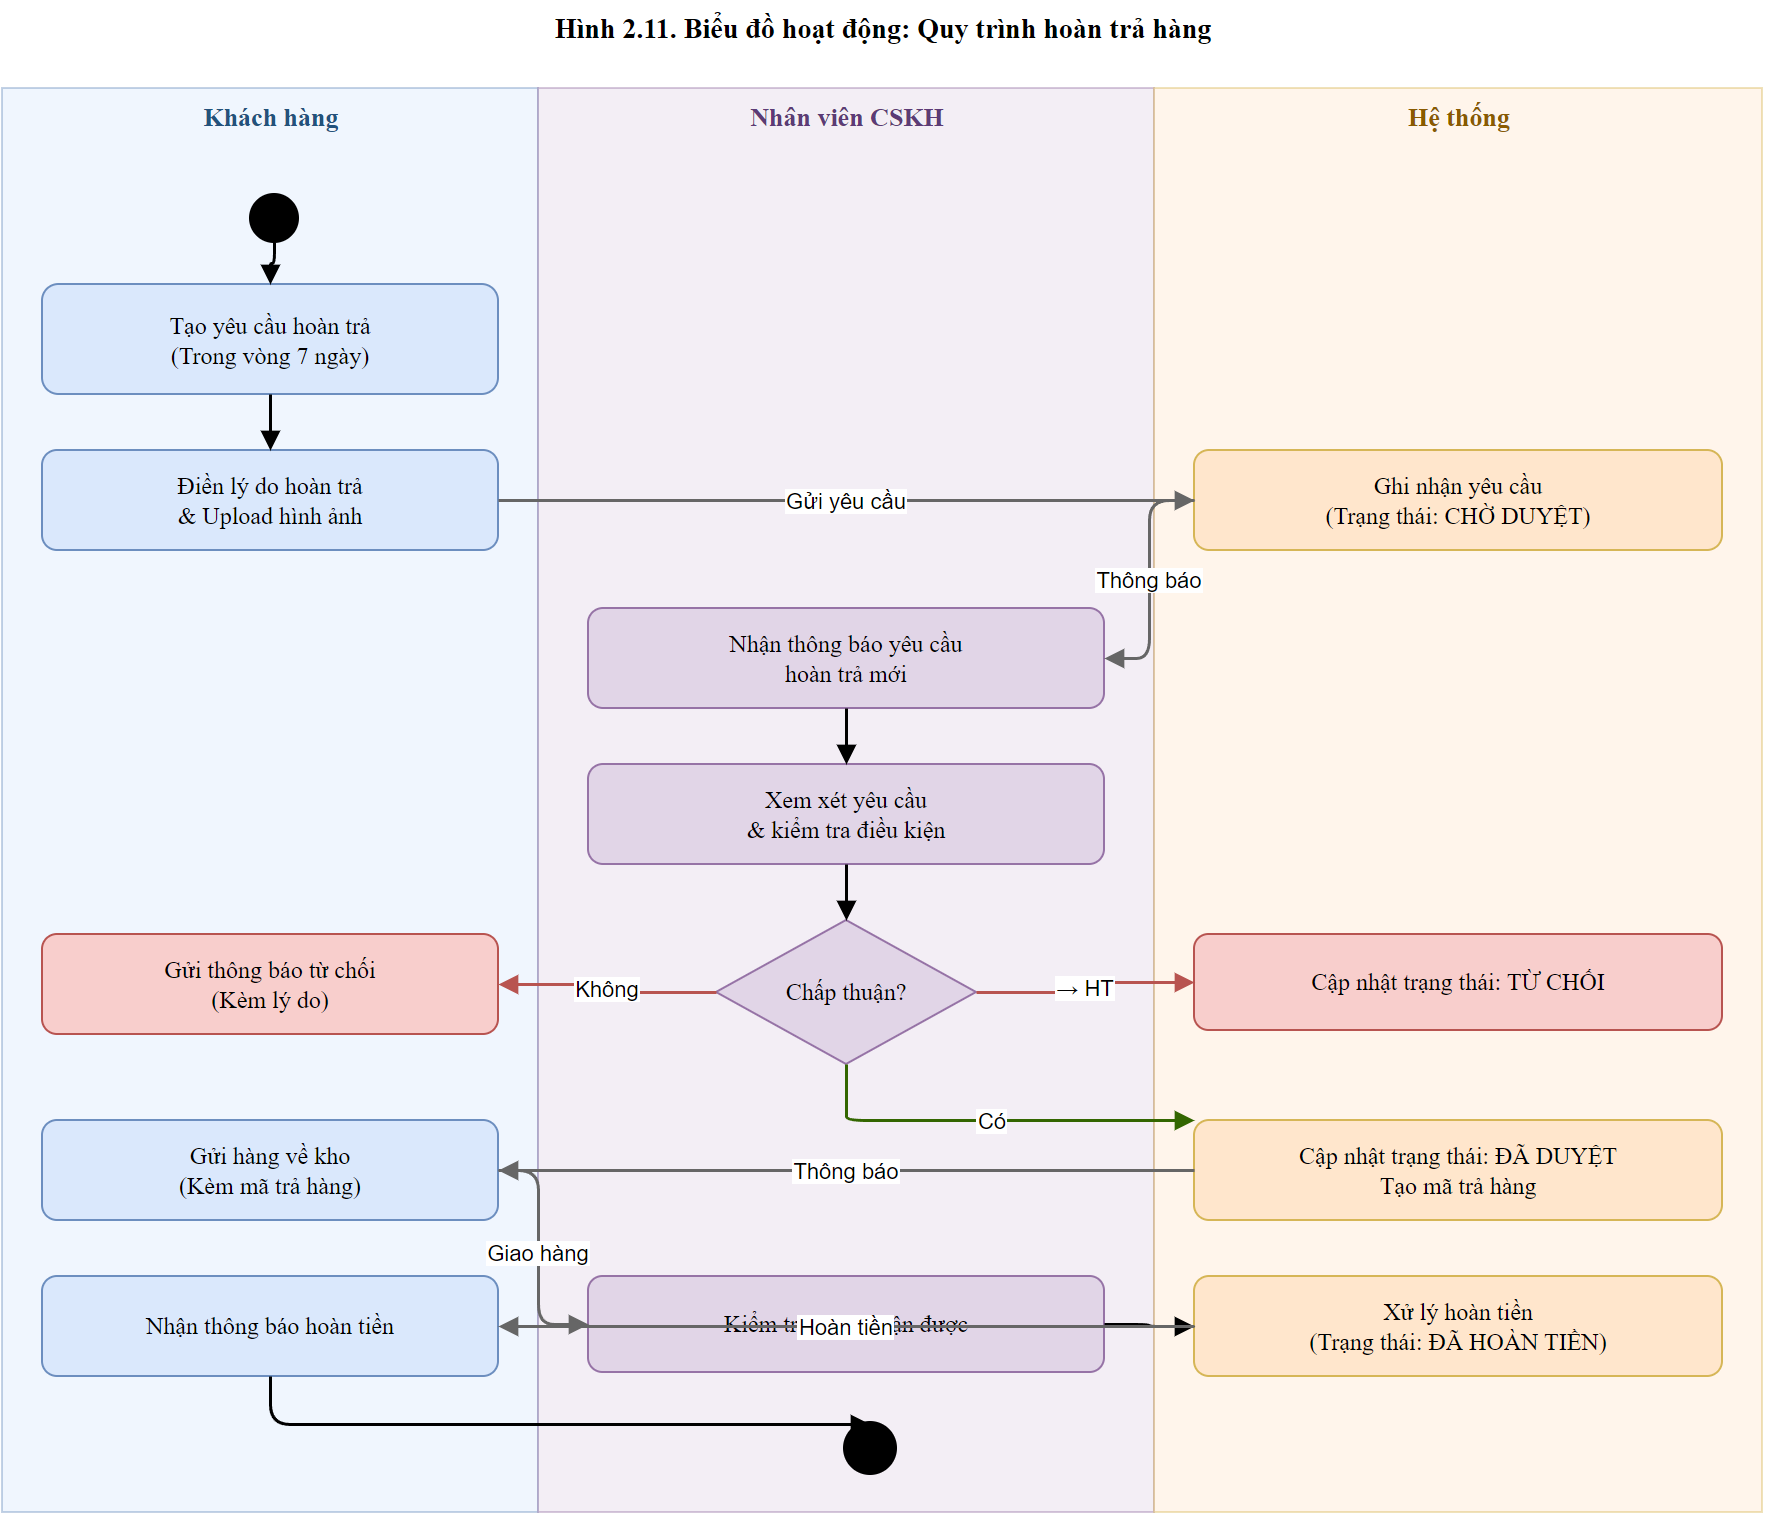 Hình 2.11. Biểu đồ hoạt động: Quy trình hoàn trả hàng
Khách hàng
Nhân viên CSKH
Hệ thống
Tạo yêu cầu hoàn trả
(Trong vòng 7 ngày)
Điền lý do hoàn trả
& Upload hình ảnh
Gửi yêu cầu
Ghi nhận yêu cầu
(Trạng thái: CHỜ DUYỆT)
Thông báo
Nhận thông báo yêu cầu
hoàn trả mới
Xem xét yêu cầu
& kiểm tra điều kiện
Gửi thông báo từ chối
(Kèm lý do)
Không
Chấp thuận?
→ HT
Cập nhật trạng thái: TỪ CHỐI
Có
Gửi hàng về kho
(Kèm mã trả hàng)
Thông báo
Cập nhật trạng thái: ĐÃ DUYỆT
Tạo mã trả hàng
Giao hàng
Nhận thông báo hoàn tiền
Kiểm được
Hoàn tiền
Xử lý hoàn tiền
(Trạng thái: ĐÃ HOÀN TIỀN)